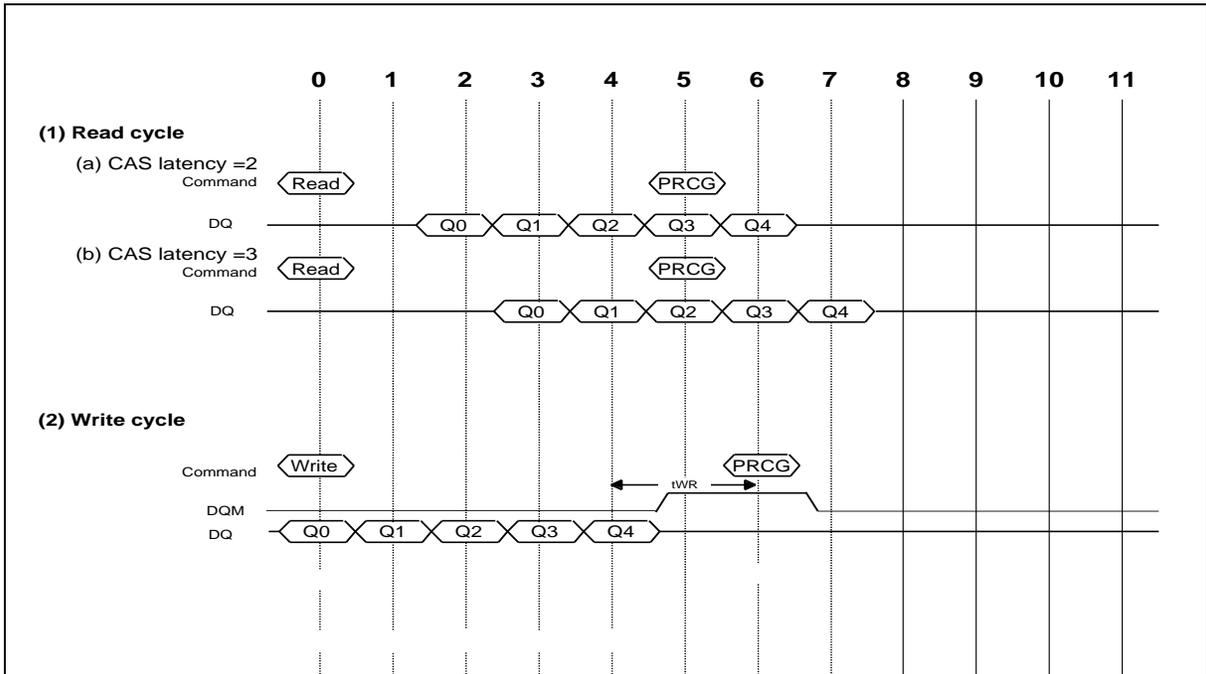 0 1 2 3 4 5 6 7 8 9 10 11
(1) Read cycle
(a) CAS latency =2
Command Read PRCG
DQ Q0 Q1 Q2 Q3 Q4
(b) CAS latency =3
Command Read PRCG
DQ Q0 Q1 Q2 Q3 Q4
(2) Write cycle
Command Write PRCG
tWR
DQM
DQ Q0 Q1 Q2 Q3 Q4